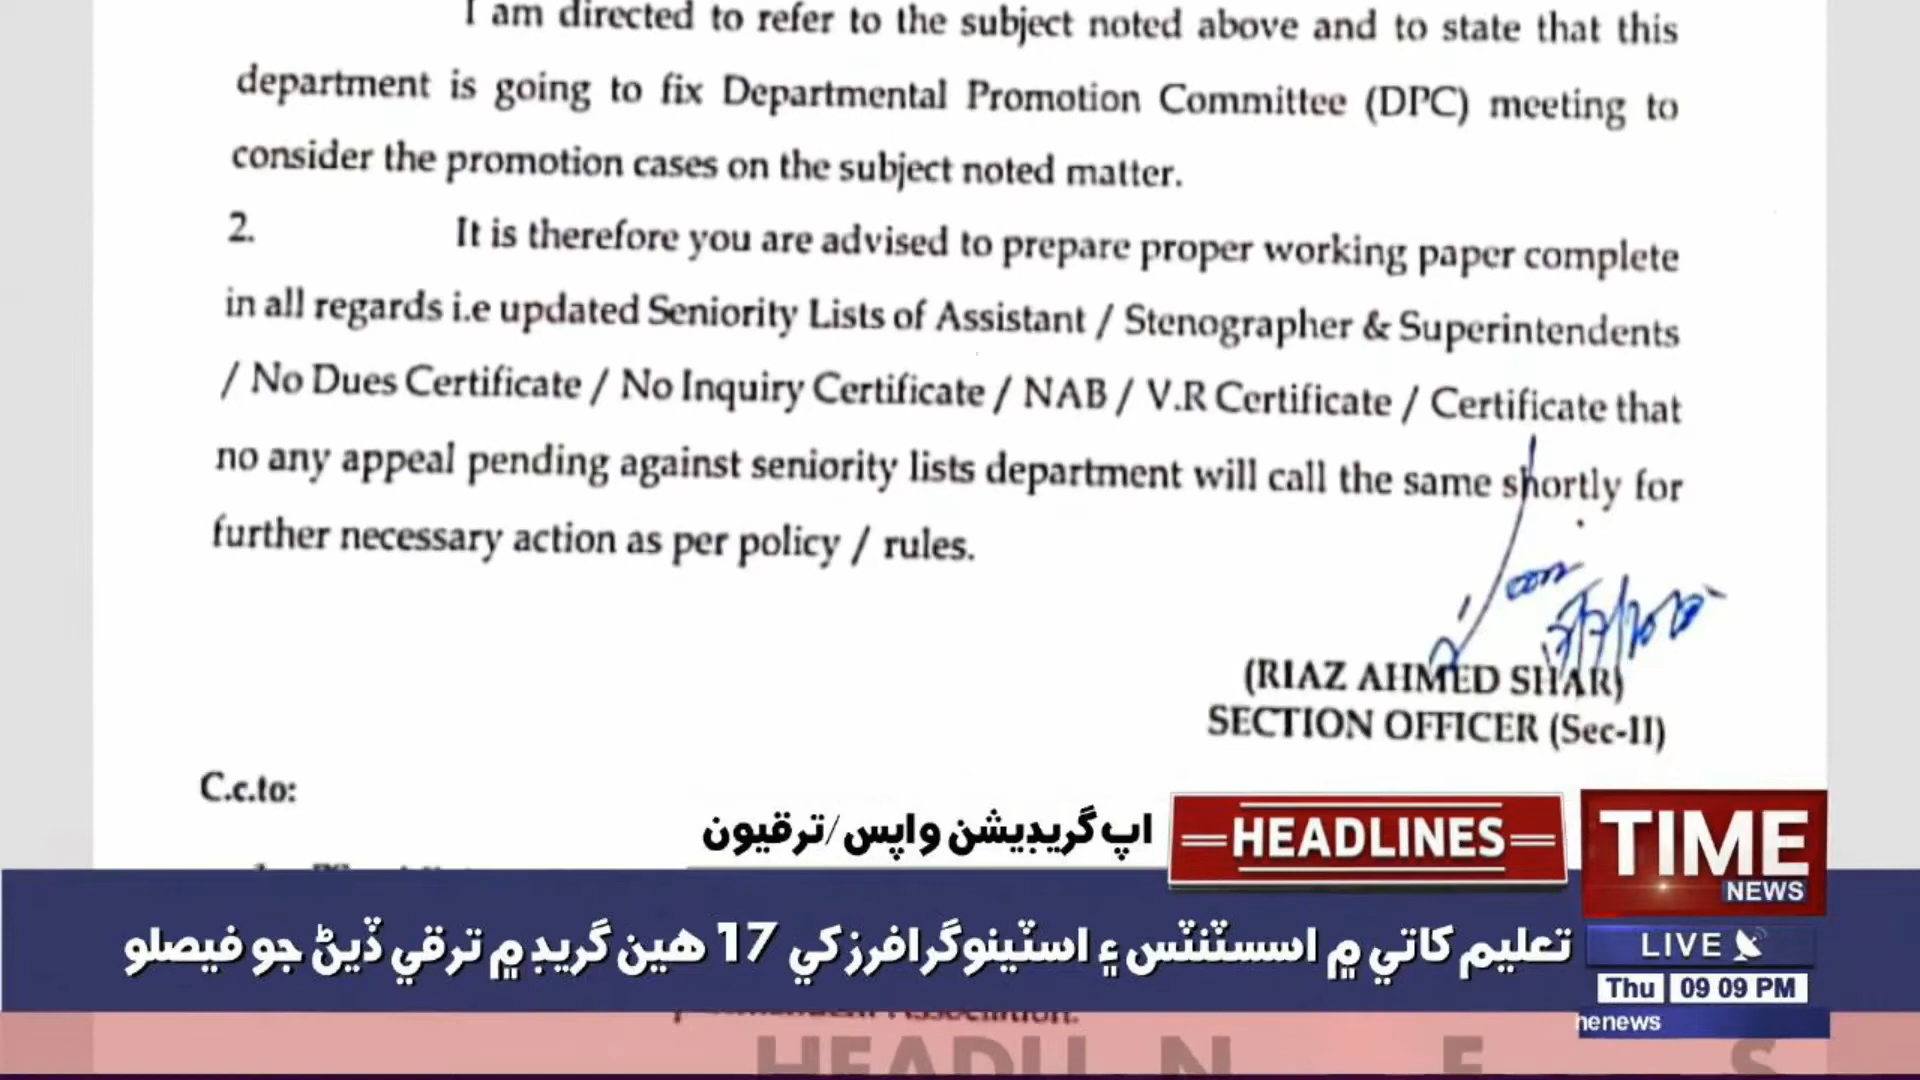 I am directed to refer to the subject noted above and to state that this
department is going to fix Departmental Promotion Committee (DPC) meeting to
consider the promotion cases on the subject noted matter.
2. It is therefore you are advised to prepare proper working paper complete
in all regards i.e updated Seniority Lists of Assistant / Stenographer & Superintendents
/ No Dues Certificate / No Inquiry Certificate / NAB / V.R Certificate / Certificate that
no any appeal pending against seniority lists department will call the same shortly for
further necessary action as per policy / rules.
(RIAZ AHMED SHAR)
SECTION OFFICER (Sec-II)
C.c.to:
اپ گريڊيشن واپس/ترقيون
HEADLINES
TIME
NEWS
تعليم کاتي ۾ اسسٽنٽس ۽ اسٽينوگرافرز کي 17 هين گريڊ ۾ ترقي ڏيڻ جو فيصلو
LIVE
Thu 09 09 PM
henews
Association.